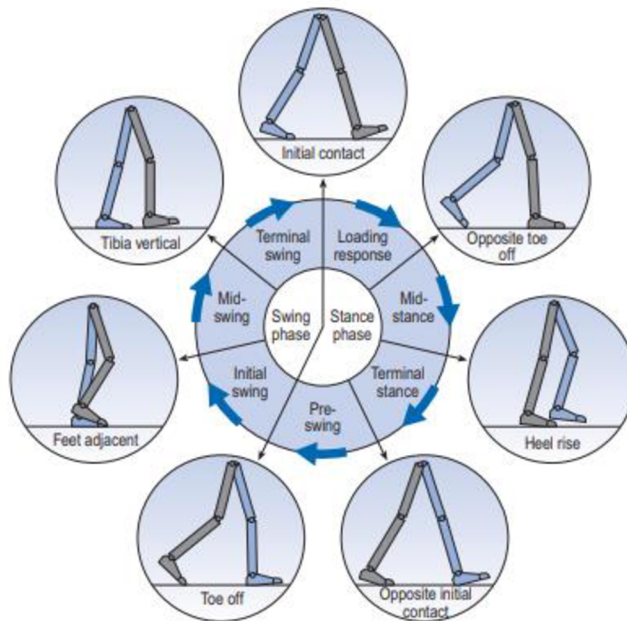 Initial contact
Tibia vertical
Opposite toe
off
Terminal
swing
Loading
response
Mid-
swing
Swing
phase
Stance
phase
Mid-
stance
Initial
swing
Terminal
stance
Pre-
swing
Feet adjacent
Heel rise
Toe off
Opposite initial
contact